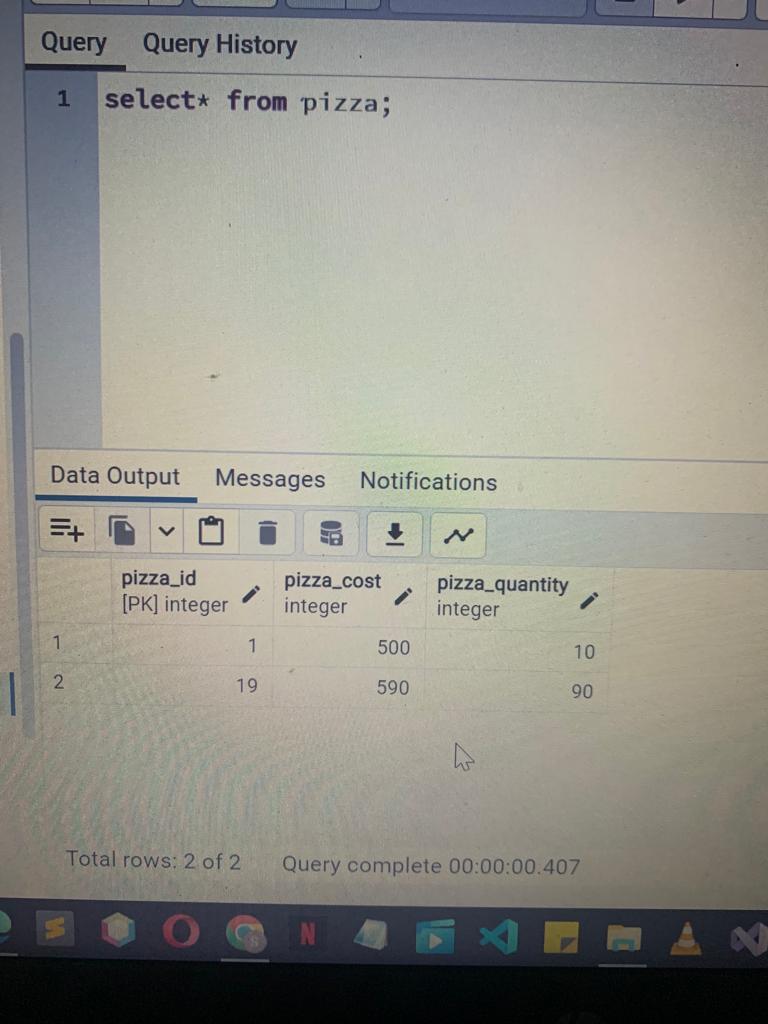 Query Query History
1 select* from pizza;
Data Output Messages Notifications
pizza_id pizza_cost pizza_quantity
[PK] integer integer integer
1 1 500 10
2 19 590 90
Total rows: 2 of 2 Query complete 00:00:00.407
N